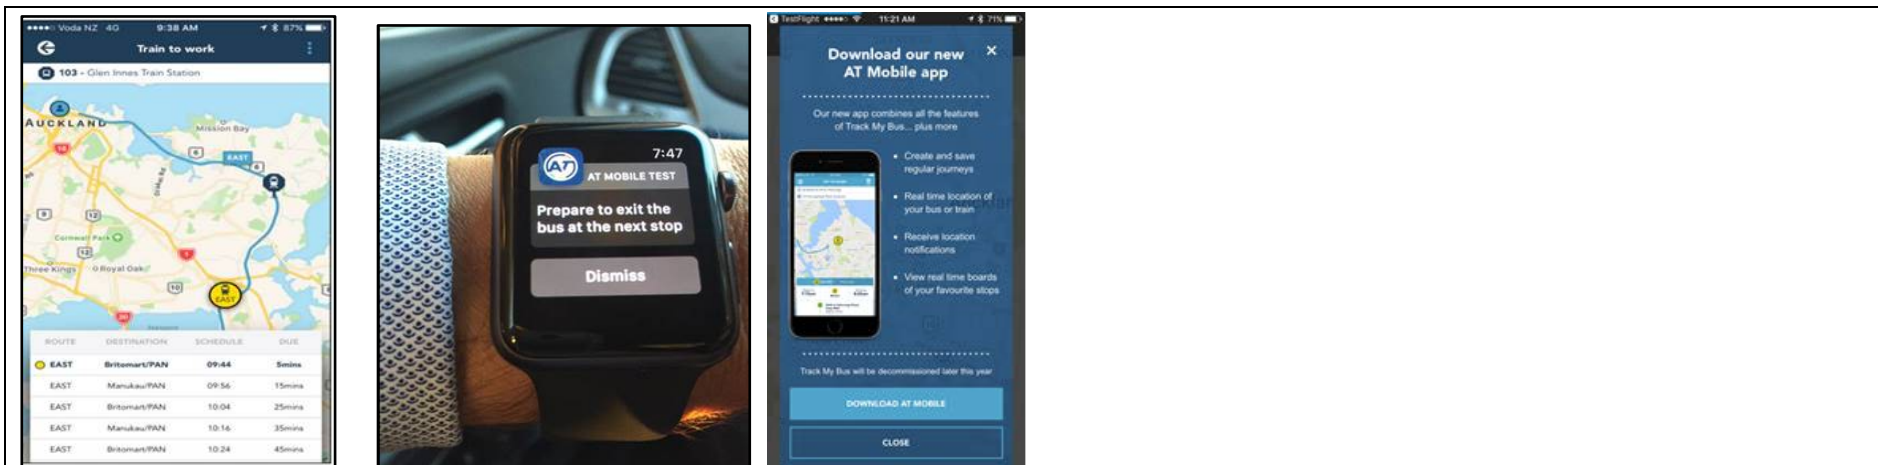 Voda NZ 4G 9:38 AM 87%
Train to work
103 - Glen Innes Train Station
AUCKLAND
Mission Bay
EAST
Cornwall Park
Three Kings
Royal Oak
EAST
ROUTE DESTINATION SCHEDULE DUE
EAST Britomart/PAN 09:44 5mins
EAST Manukau/PAN 09:56 15mins
EAST Britomart/PAN 10:04 25mins
EAST Manukau/PAN 10:16 35mins
EAST Britomart/PAN 10:24 45mins
7:47
AT AT MOBILE TEST
Prepare to exit the
bus at the next stop
Dismiss
TestFlight 11:21 AM 71%
Download our new
AT Mobile app
Our new app combines all the features
of Track My Bus... plus more
• Create and save
regular journeys
• Real time location of
your bus or train
• Receive location
notifications
• View real time boards
of your favourite stops
Track My Bus will be decommissioned later this year
DOWNLOAD AT MOBILE
CLOSE